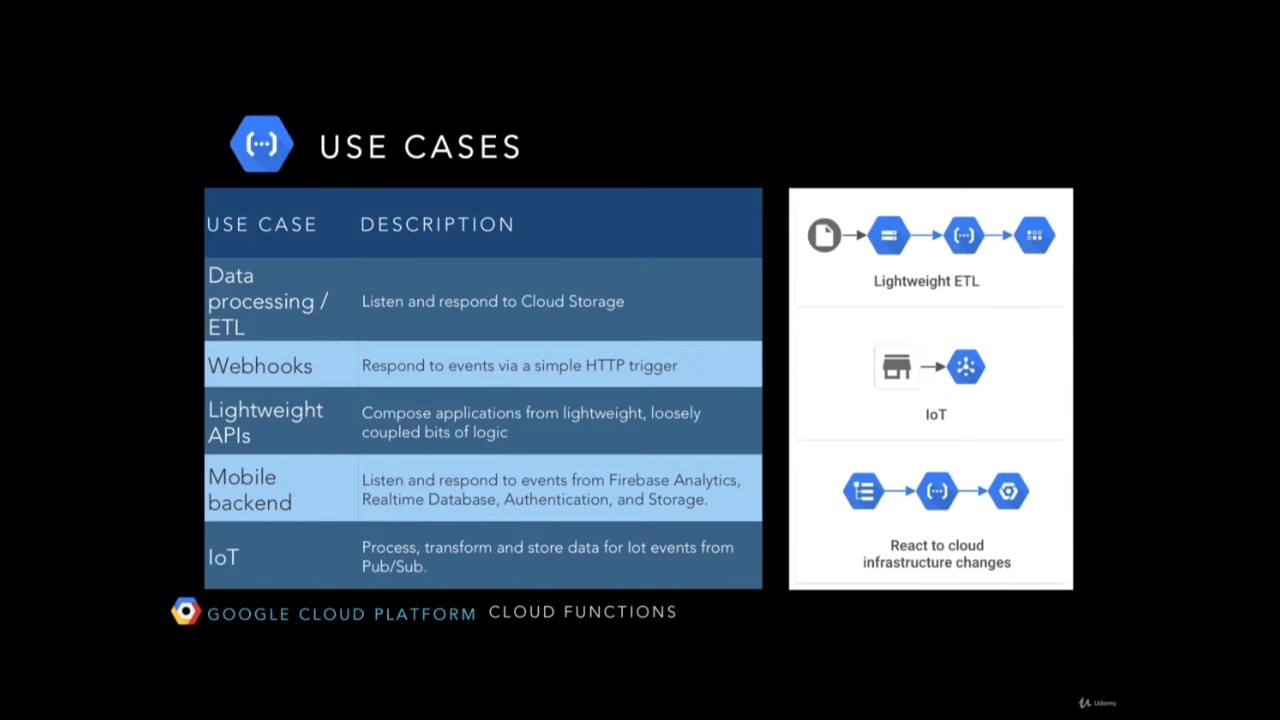 USE CASES
USE CASE DESCRIPTION
Data
processing /
ETL
Listen and respond to Cloud Storage
Webhooks
Respond to events via a simple HTTP trigger
Lightweight
APIs
Compose applications from lightweight, loosely
coupled bits of logic
Mobile
backend
Listen and respond to events from Firebase Analytics,
Realtime Database, Authentication, and Storage.
IoT
Process, transform and store data for Iot events from
Pub/Sub.
Lightweight ETL
IoT
React to cloud
infrastructure changes
GOOGLE CLOUD PLATFORM CLOUD FUNCTIONS
Udemy